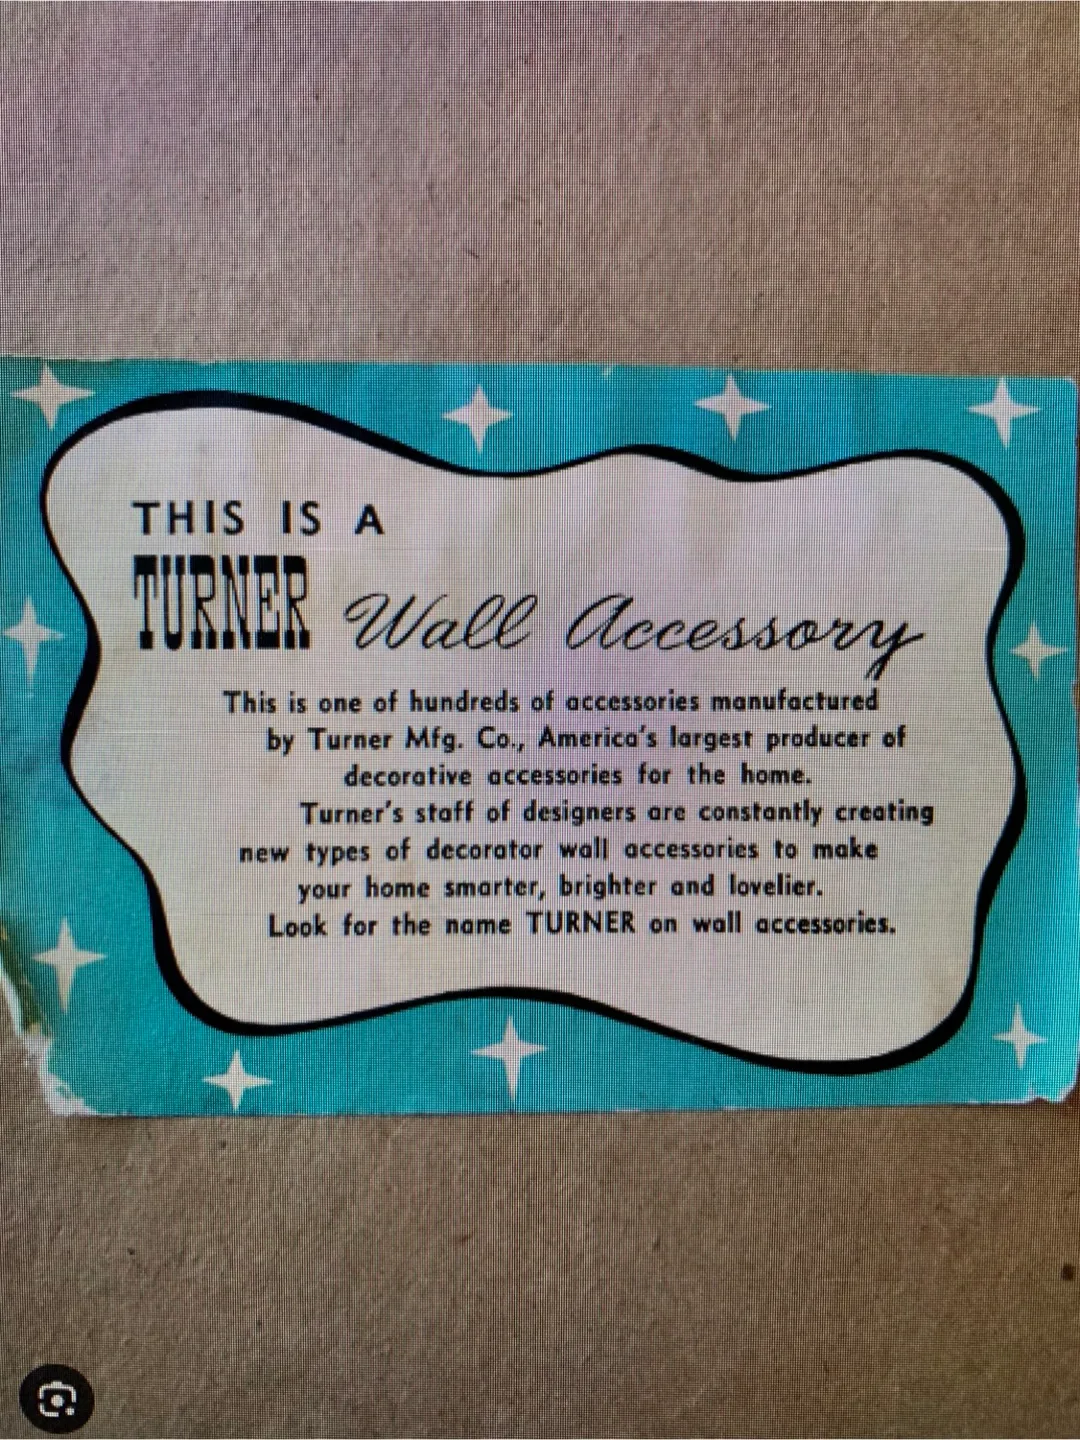 THIS IS A
TURNER Wall Accessory
This is one of hundreds of accessories manufactured
by Turner Mfg. Co., America's largest producer of
decorative accessories for the home.
Turner's staff of designers are constantly creating
new types of decorator wall accessories to make
your home smarter, brighter and lovelier.
Look for the name TURNER on wall accessories.